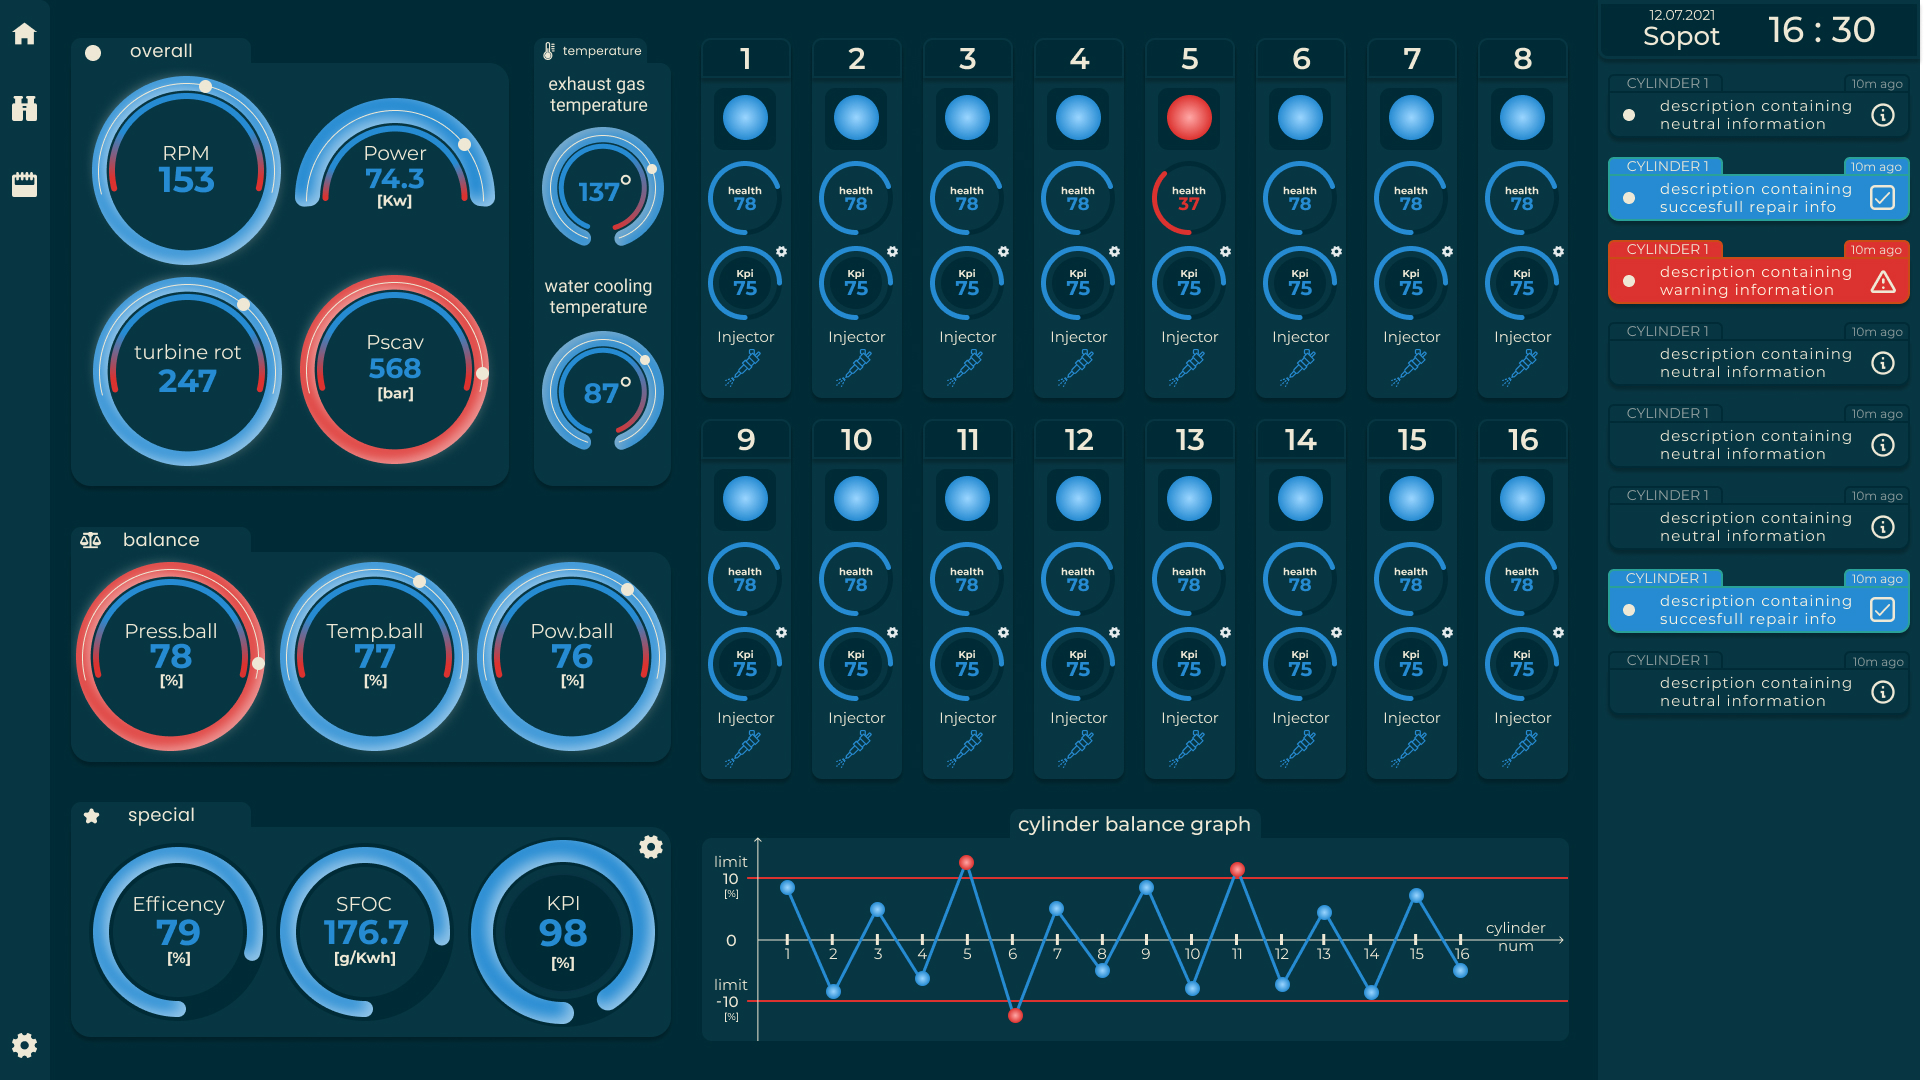 overall
RPM
153
Power
74.3
[Kw]
turbine rot
247
Pscav
568
[bar]
temperature
exhaust gas
temperature
137°
water cooling
temperature
87°
balance
Press.ball
78
[%]
Temp.ball
77
[%]
Pow.ball
76
[%]
special
Efficency
79
[%]
SFOC
176.7
[g/Kwh]
KPI
98
[%]
1 2 3 4 5 6 7 8
health health health health health health health health
78 78 78 78 37 78 78 78
Kpi Kpi Kpi Kpi Kpi Kpi Kpi Kpi
75 75 75 75 75 75 75 75
Injector Injector Injector Injector Injector Injector Injector Injector
9 10 11 12 13 14 15 16
health health health health health health health health
78 78 78 78 78 78 78 78
Kpi Kpi Kpi Kpi Kpi Kpi Kpi Kpi
75 75 75 75 75 75 75 75
Injector Injector Injector Injector Injector Injector Injector Injector
cylinder balance graph
limit
10
[%]
0
limit
-10
[%]
1 2 3 4 5 6 7 8 9 10 11 12 13 14 15 16
cylinder
num
12.07.2021
Sopot
16 : 30
CYLINDER 1 10m ago
description containing
neutral information
CYLINDER 1 10m ago
description containing
succesfull repair info
CYLINDER 1 10m ago
description containing
warning information
CYLINDER 1 10m ago
description containing
neutral information
CYLINDER 1 10m ago
description containing
neutral information
CYLINDER 1 10m ago
description containing
neutral information
CYLINDER 1 10m ago
description containing
succesfull repair info
CYLINDER 1 10m ago
description containing
neutral information